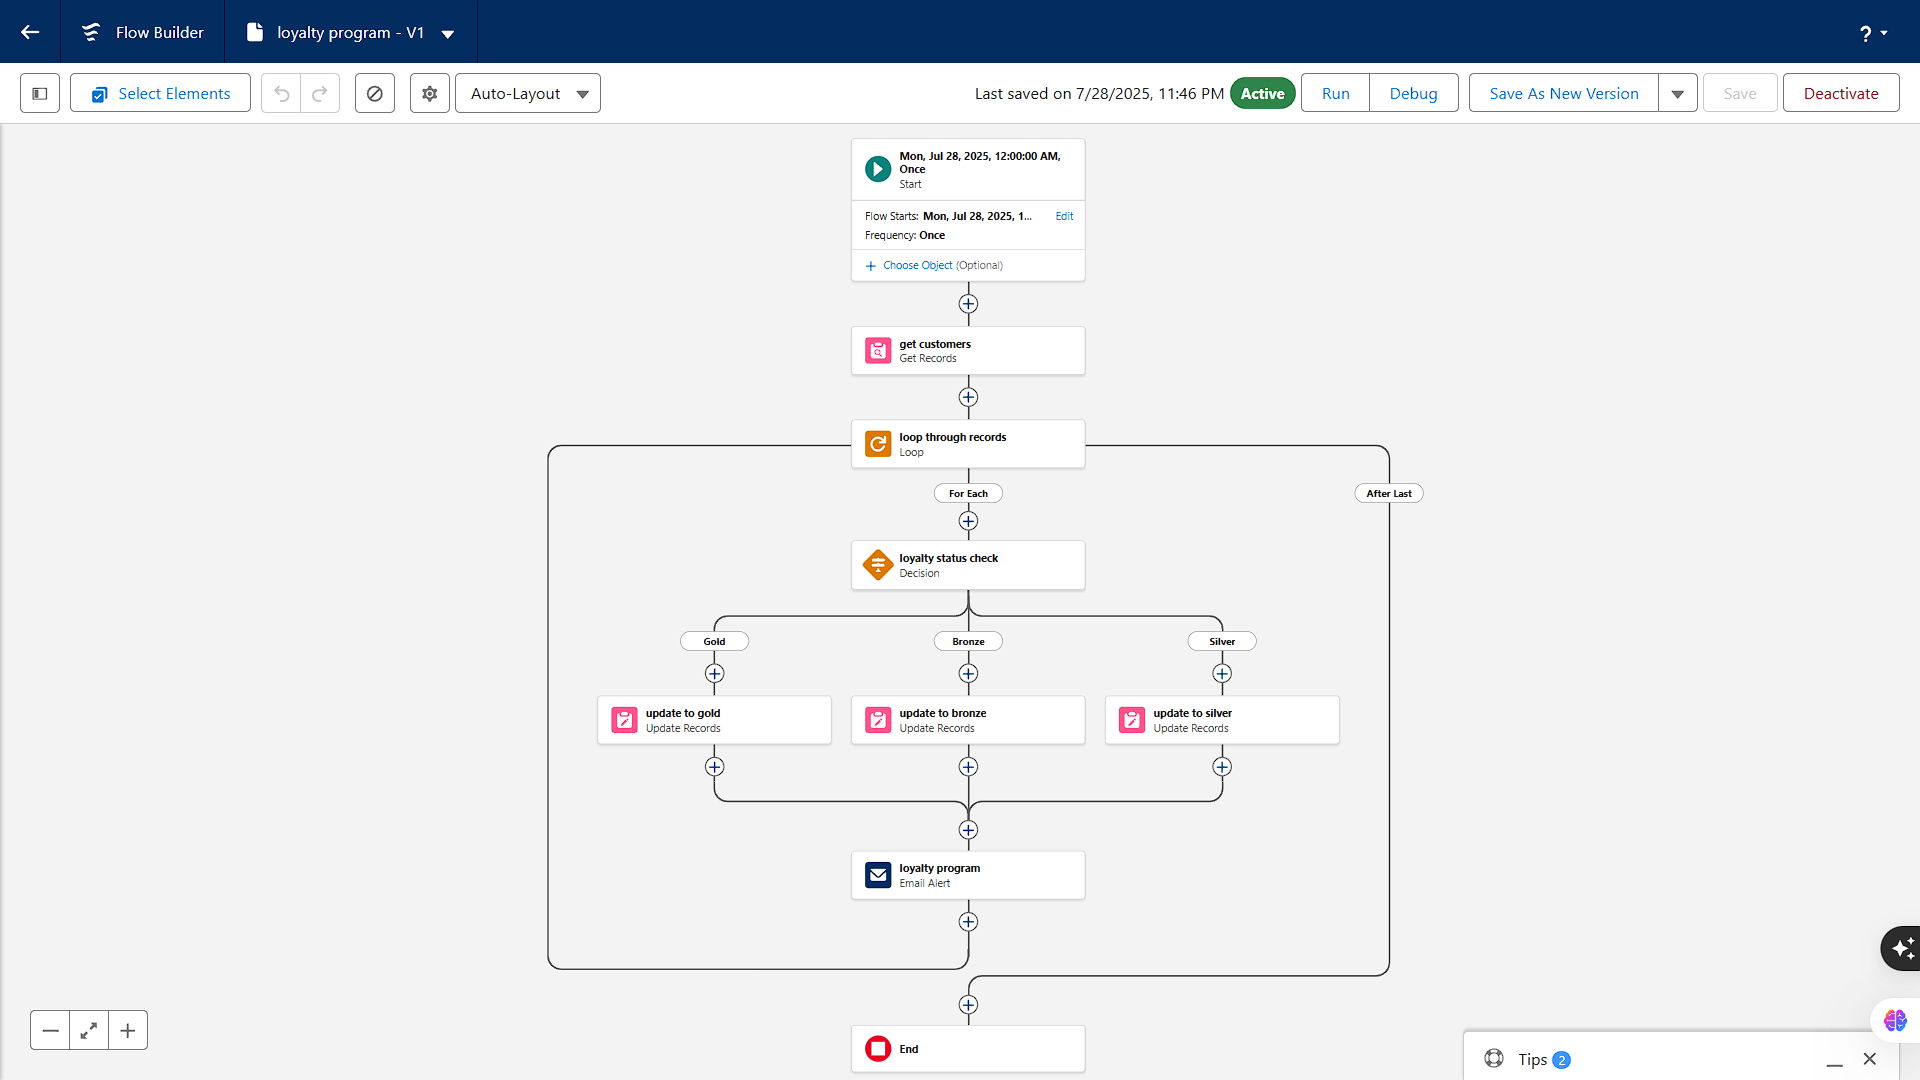 Flow Builder
loyalty program - V1
?
Select Elements
Auto-Layout
Last saved on 7/28/2025, 11:46 PM
Active
Run
Debug
Save As New Version
Save
Deactivate
Mon, Jul 28, 2025, 12:00:00 AM,
Once
Start
Flow Starts: Mon, Jul 28, 2025, 1... Edit
Frequency: Once
Choose Object (Optional)
get customers
Get Records
loop through records
Loop
For Each
After Last
loyalty status check
Decision
Gold
Bronze
Silver
update to gold
Update Records
update to bronze
Update Records
update to silver
Update Records
loyalty program
Email Alert
End
Tips 2